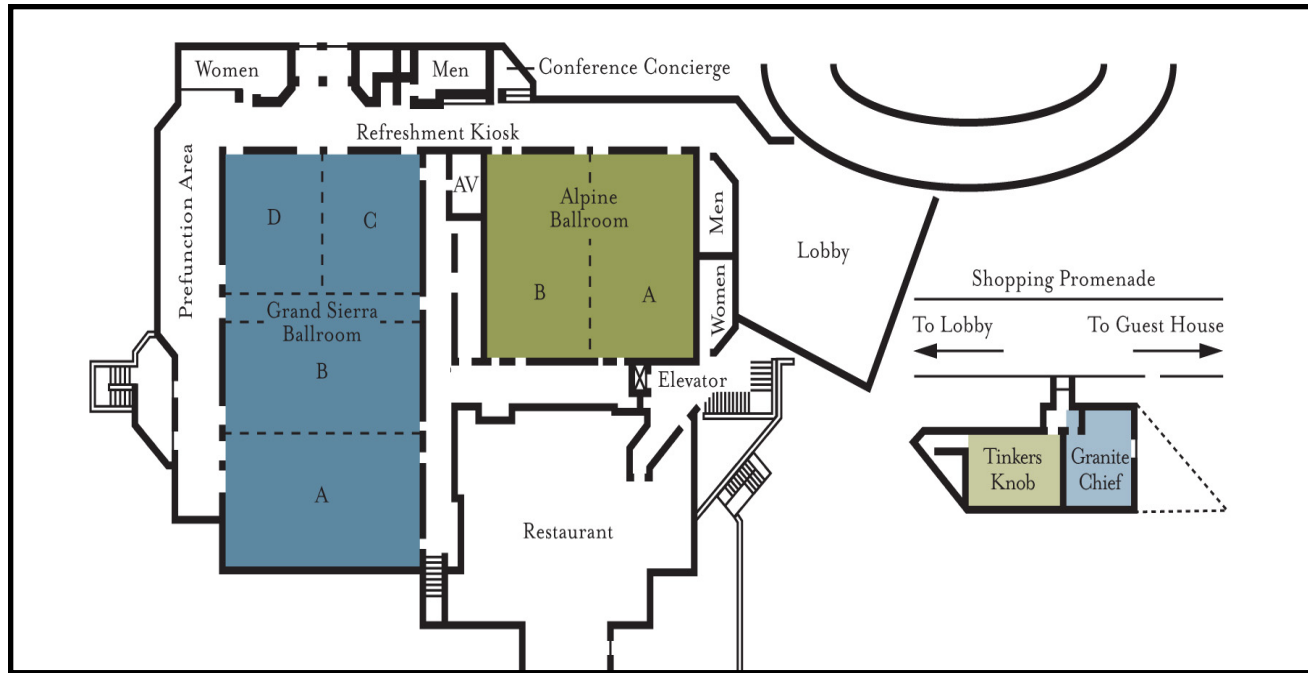 Women
Men
Conference Concierge
Refreshment Kiosk
Prefunction Area
AV
Alpine
Ballroom
D
C
Men
Lobby
B
A
Women
Grand Sierra
Ballroom
B
Elevator
A
Restaurant
Shopping Promenade
To Lobby
To Guest House
Tinkers
Knob
Granite
Chief